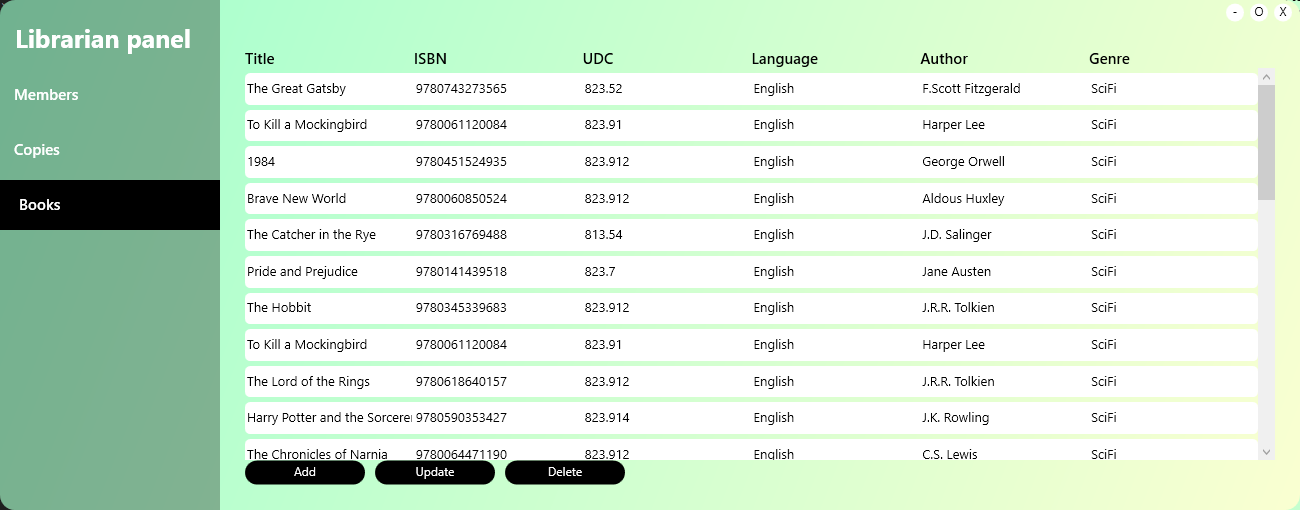 - O X
Librarian panel
Members
Copies
Books
Title ISBN UDC Language Author Genre
The Great Gatsby 9780743273565 823.52 English F.Scott Fitzgerald SciFi
To Kill a Mockingbird 9780061120084 823.91 English Harper Lee SciFi
1984 9780451524935 823.912 English George Orwell SciFi
Brave New World 9780060850524 823.912 English Aldous Huxley SciFi
The Catcher in the Rye 9780316769488 813.54 English J.D. Salinger SciFi
Pride and Prejudice 9780141439518 823.7 English Jane Austen SciFi
The Hobbit 9780345339683 823.912 English J.R.R. Tolkien SciFi
To Kill a Mockingbird 9780061120084 823.91 English Harper Lee SciFi
The Lord of the Rings 9780618640157 823.912 English J.R.R. Tolkien SciFi
Harry Potter and the Sorcerer 9780590353427 823.914 English J.K. Rowling SciFi
The Chronicles of Narnia 9780064471190 823.912 English C.S. Lewis SciFi
Add Update Delete